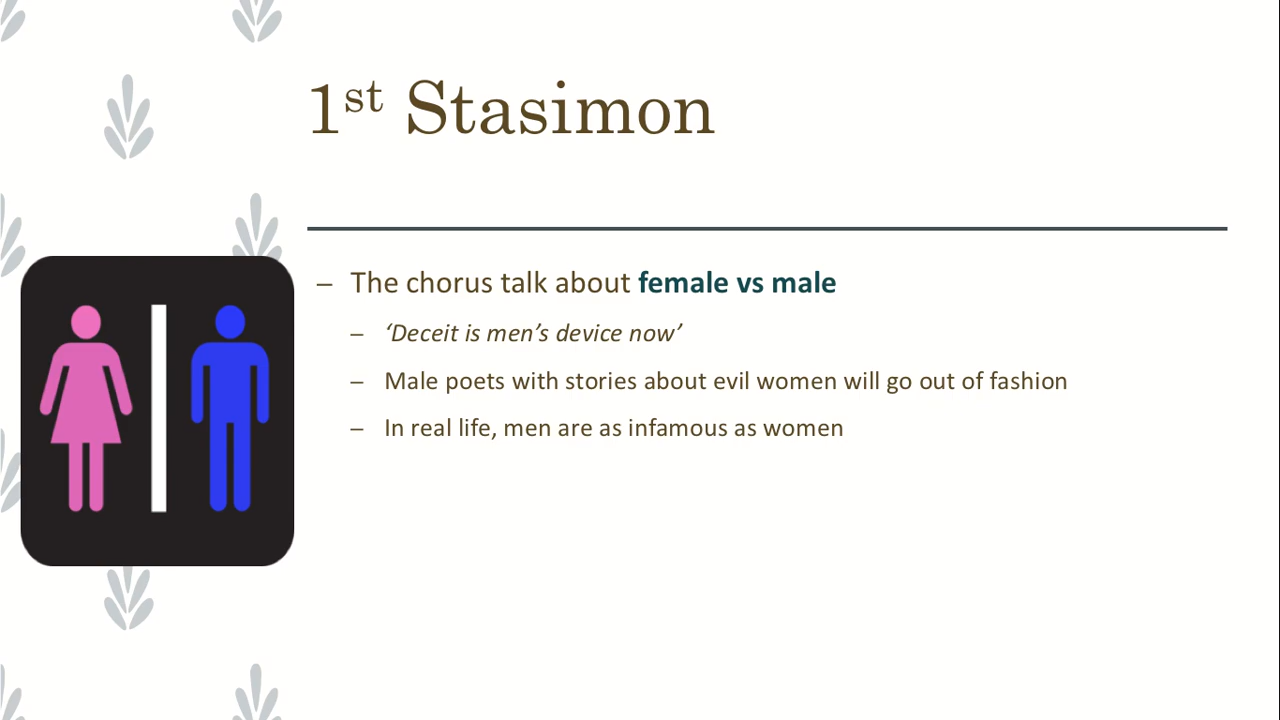 1st Stasimon
– The chorus talk about female vs male
– ‘Deceit is men’s device now’
– Male poets with stories about evil women will go out of fashion
– In real life, men are as infamous as women